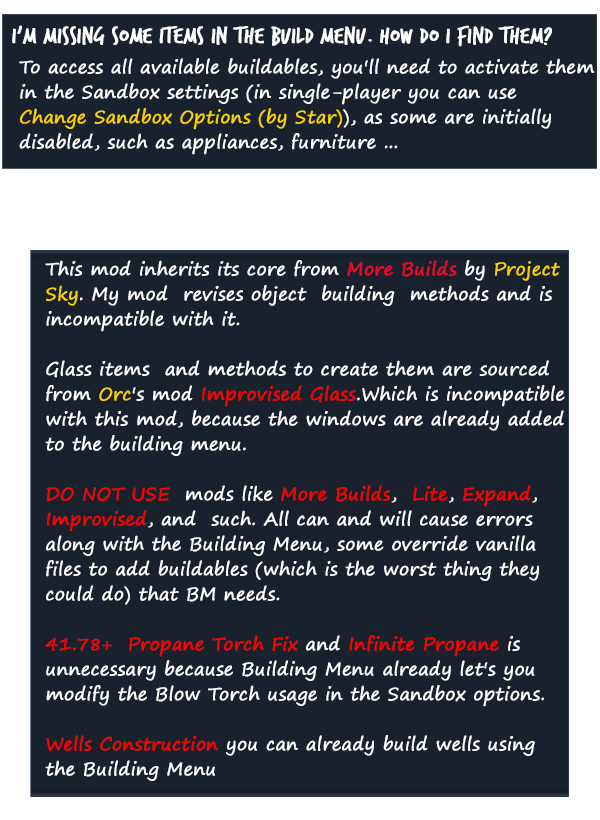 I'M MISSING SOME ITEMS IN THE BUILD MENU. HOW DO I FIND THEM?
To access all available buildables, you'll need to activate them
in the Sandbox settings (in single-player you can use
Change Sandbox Options (by Star)), as some are initially
disabled, such as appliances, furniture ...
This mod inherits its core from More Builds by Project
Sky. My mod revises object building methods and is
incompatible with it.
Glass items and methods to create them are sourced
from Orc's mod Improvised Glass.Which is incompatible
with this mod, because the windows are already added
to the building menu.
DO NOT USE mods like More Builds, Lite, Expand,
Improvised, and such. All can and will cause errors
along with the Building Menu, some override vanilla
files to add buildables (which is the worst thing they
could do) that BM needs.
41.78+ Propane Torch Fix and Infinite Propane is
unnecessary because Building Menu already let's you
modify the Blow Torch usage in the Sandbox options.
Wells Construction you can already build wells using
the Building Menu